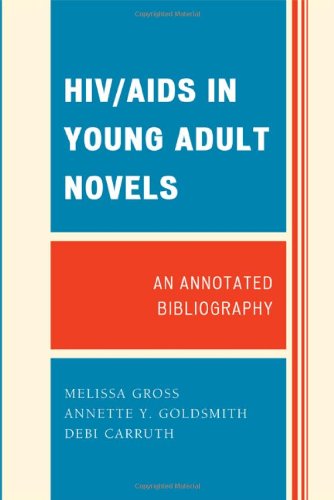 HIV/AIDS IN
YOUNG ADULT
NOVELS
AN ANNOTATED
BIBLIOGRAPHY
MELISSA GROSS
ANNETTE Y. GOLDSMITH
DEBI CARRUTH